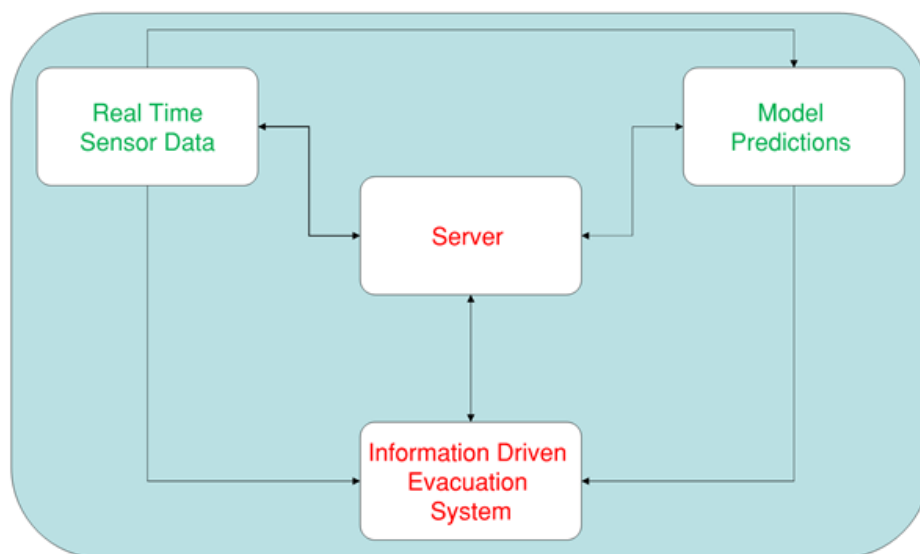 Real Time
Sensor Data
Model
Predictions
Server
Information Driven
Evacuation
System